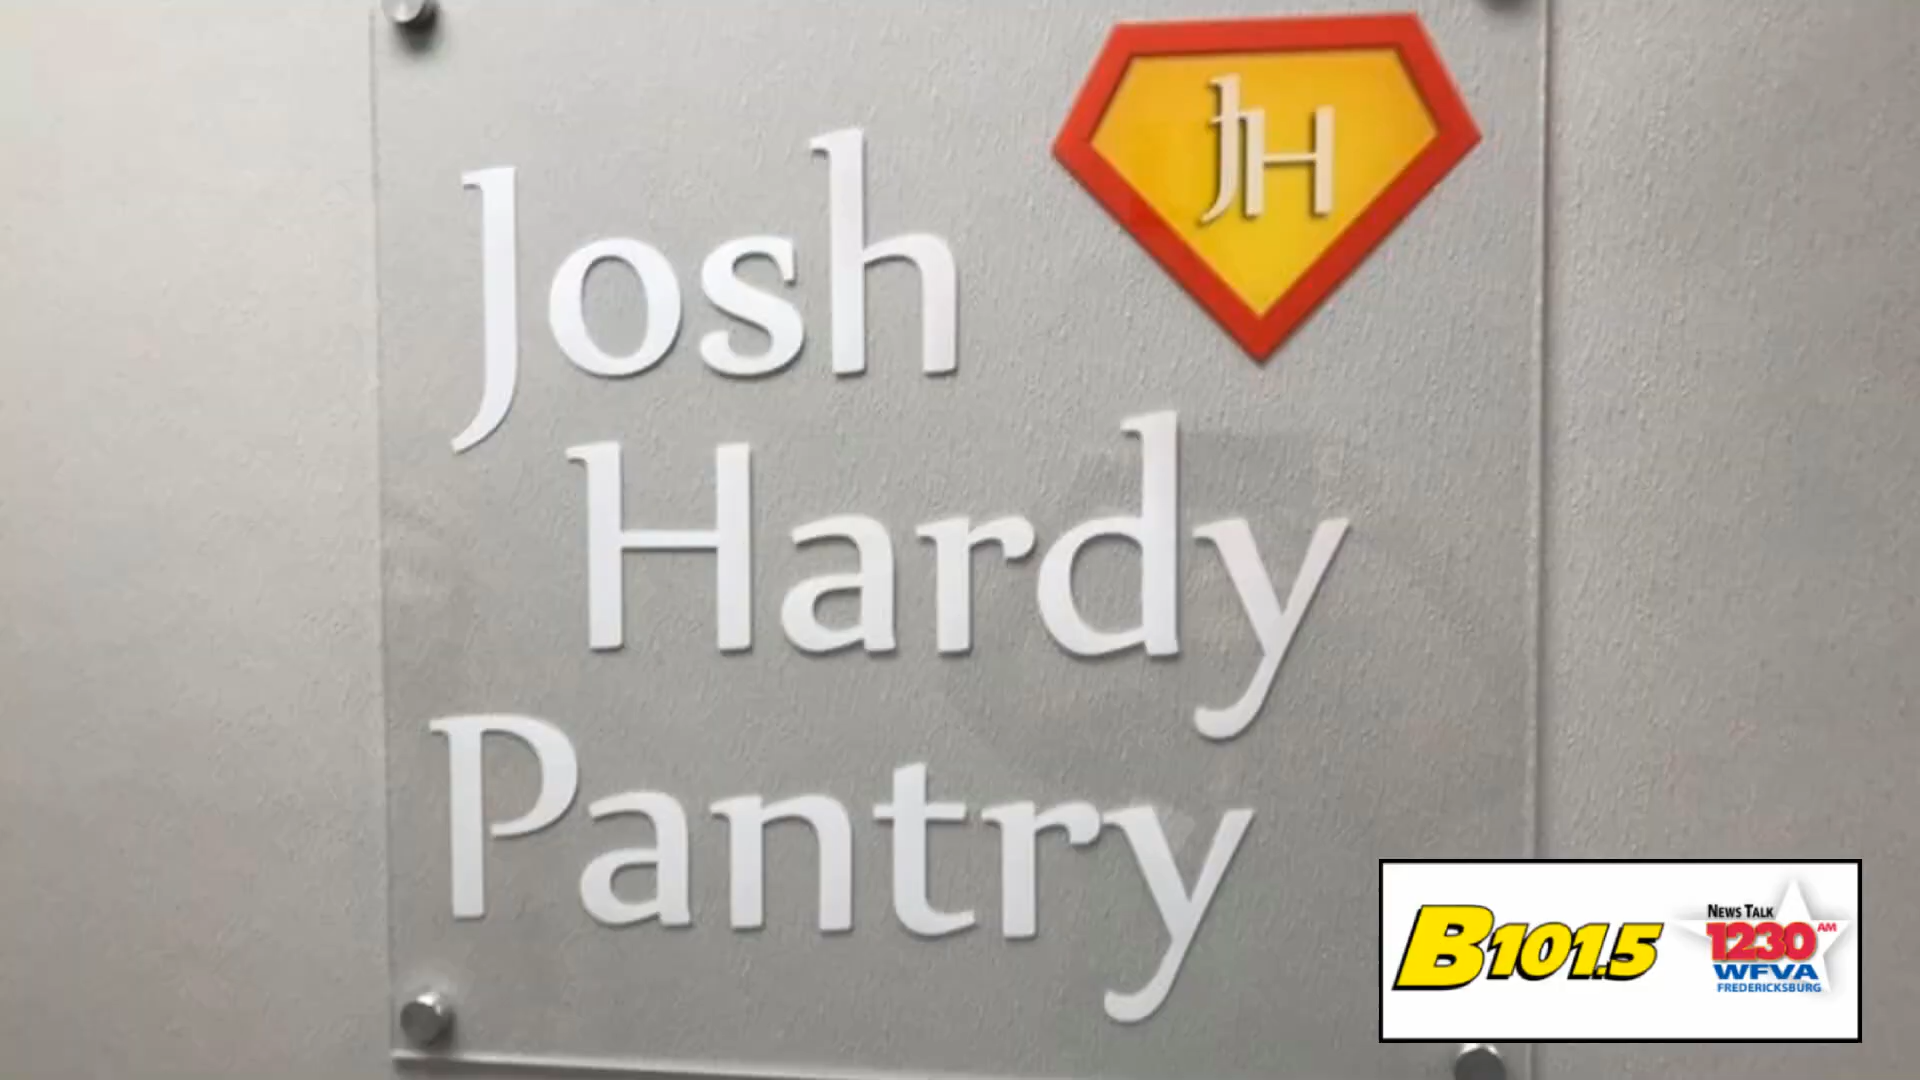 JH
Josh
Hardy
Pantry
B101.5
NEWS TALK
1230 AM
WFVA
FREDERICKSBURG